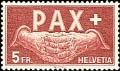 PAX +
5 FR. HELVETIA